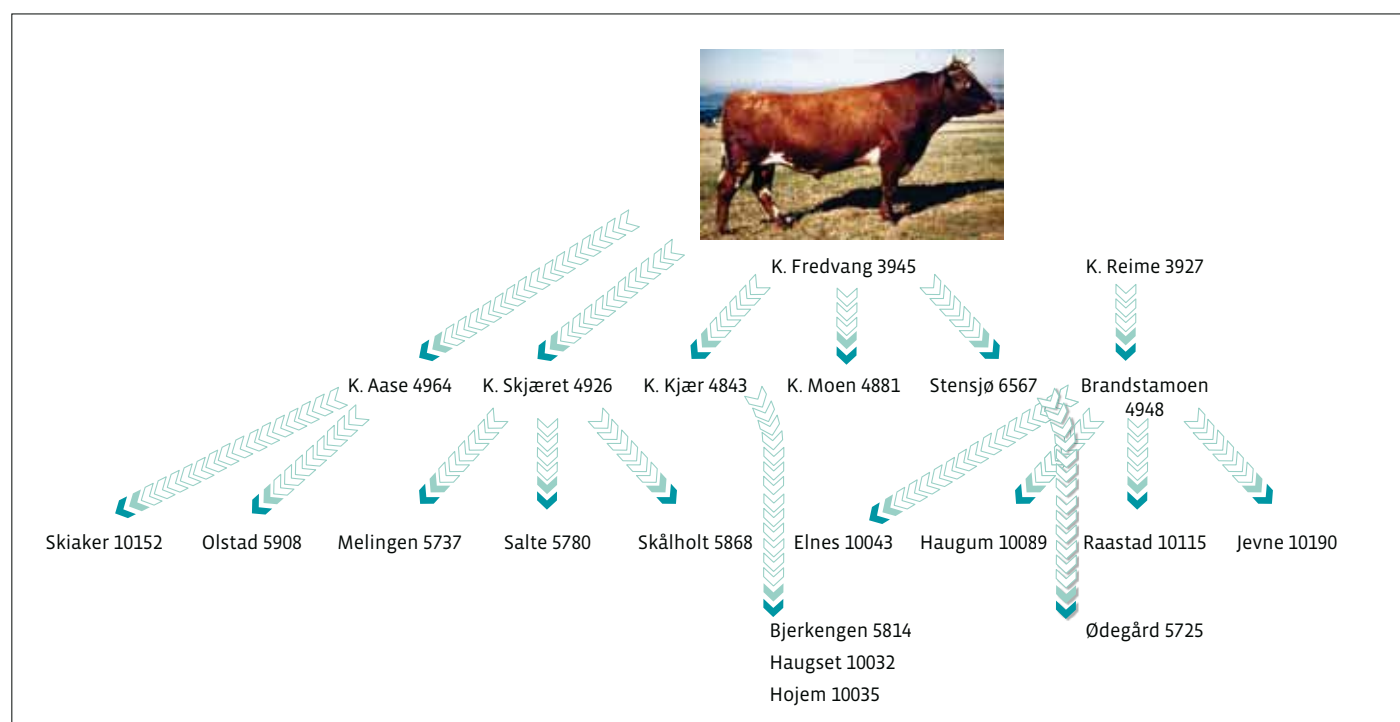 K. Fredvang 3945
K. Reime 3927
K. Aase 4964
K. Skjæret 4926
K. Kjær 4843
K. Moen 4881
Stensjø 6567
Brandstamoen
4948
Skiaker 10152
Olstad 5908
Melingen 5737
Salte 5780
Skålholt 5868
Elnes 10043
Haugum 10089
Raastad 10115
Jevne 10190
Bjerkengen 5814
Haugset 10032
Hojem 10035
Ødegård 5725